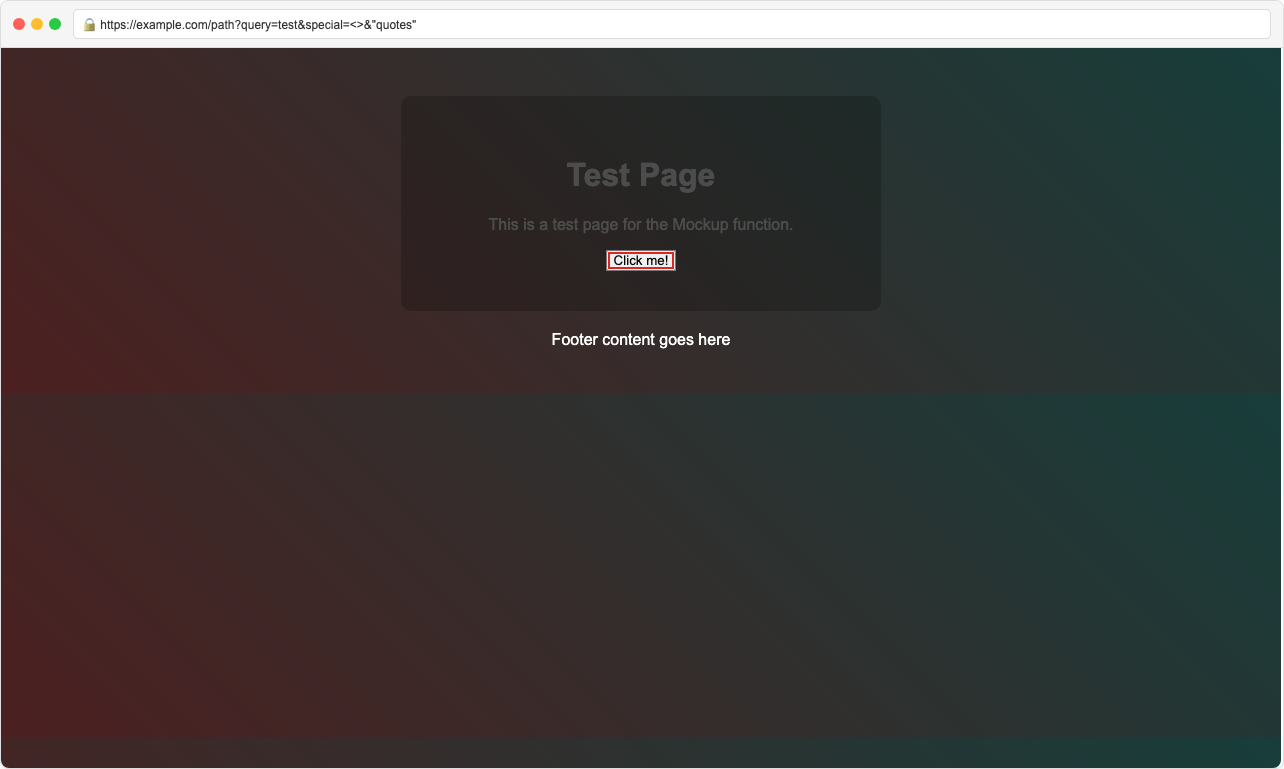 https://example.com/path?query=test&special=<>&"quotes"
Test Page
This is a test page for the Mockup function.
Click me!
Footer content goes here